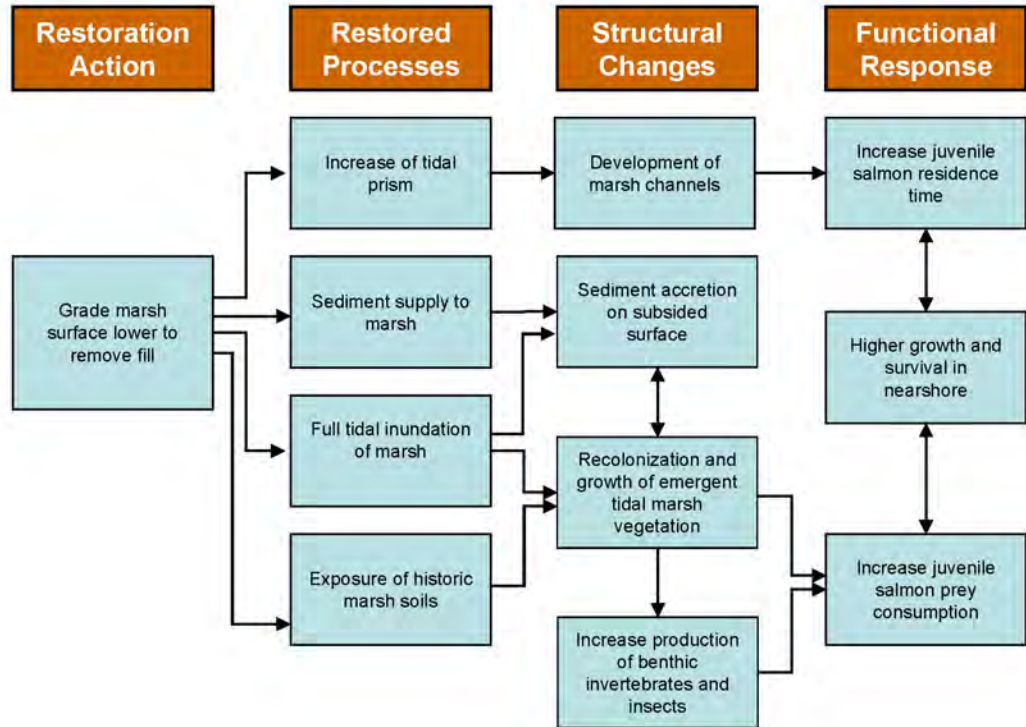 Restoration
Action
Restored
Processes
Structural
Changes
Functional
Response
Increase of tidal
prism
Development of
marsh channels
Increase juvenile
salmon residence
time
Grade marsh
surface lower to
remove fill
Sediment supply to
marsh
Sediment accretion
on subsided
surface
Higher growth and
survival in
nearshore
Full tidal inundation
of marsh
Recolonization and
growth of emergent
tidal marsh
vegetation
Exposure of historic
marsh soils
Increase juvenile
salmon prey
consumption
Increase production
of benthic
invertebrates and
insects